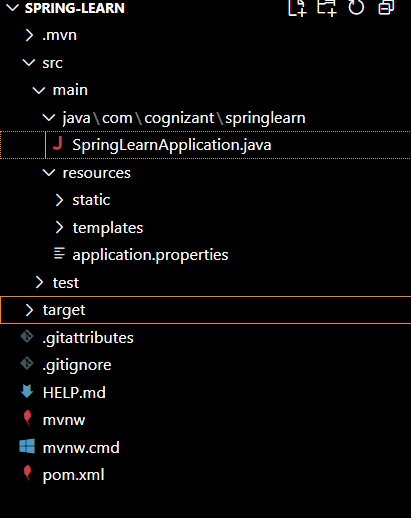 SPRING-LEARN
.mvn
src
main
java\com\cognizant\springlearn
SpringLearnApplication.java
resources
static
templates
application.properties
test
target
.gitattributes
.gitignore
HELP.md
mvnw
mvnw.cmd
pom.xml